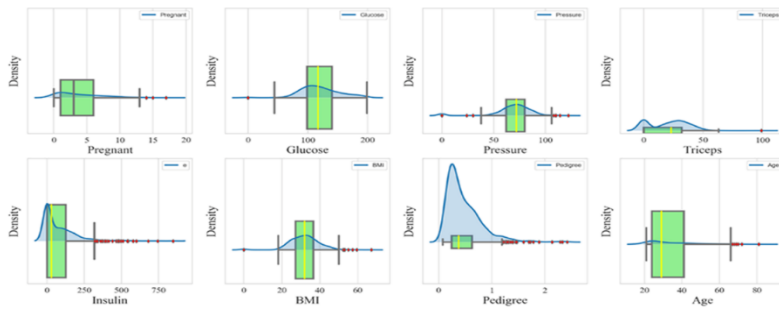 Pregnant
Glucose
Pressure
Triceps
Density
Density
Density
Density
0 5 10 15 20
0 100 200
0 50 100
0 50 100
Pregnant
Glucose
Pressure
Triceps
BMI
Pedigree
Age
Density
Density
Density
Density
0 250 500 750
0 20 40 60
0 1 2
20 40 60 80
Insulin
BMI
Pedigree
Age